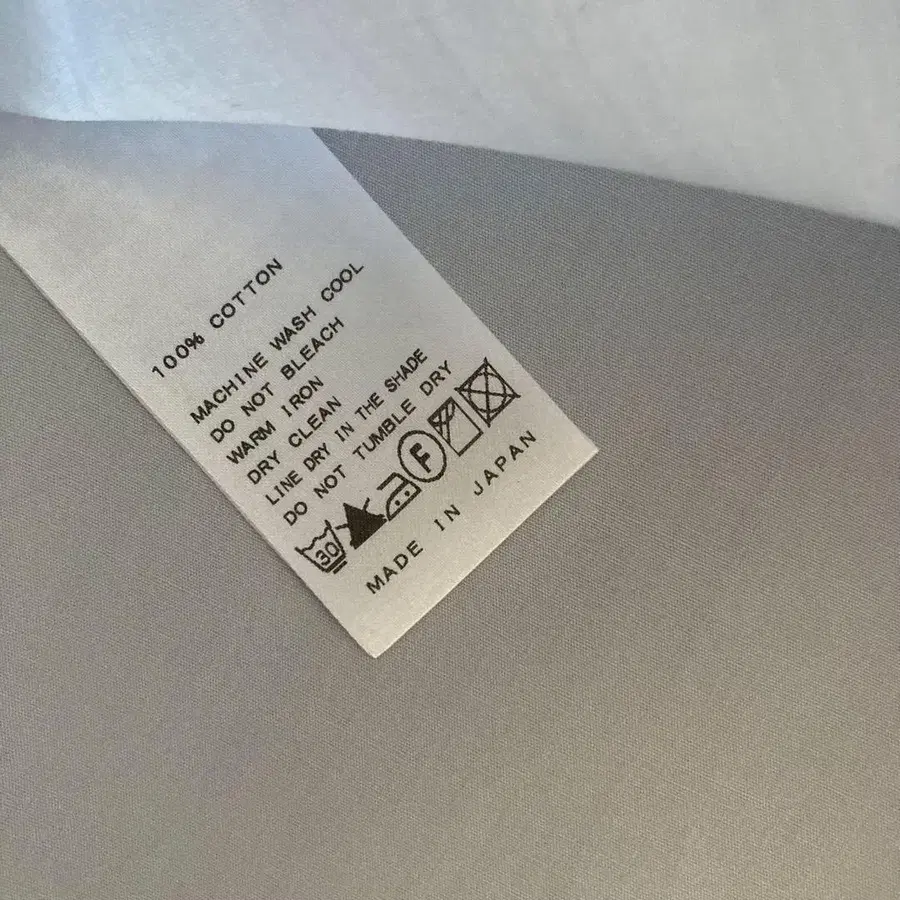 100% COTTON
MACHINE WASH COOL
DO NOT BLEACH
WARM IRON
DRY CLEAN
LINE DRY IN THE SHADE
DO NOT TUMBLE DRY
30 F
MADE IN JAPAN